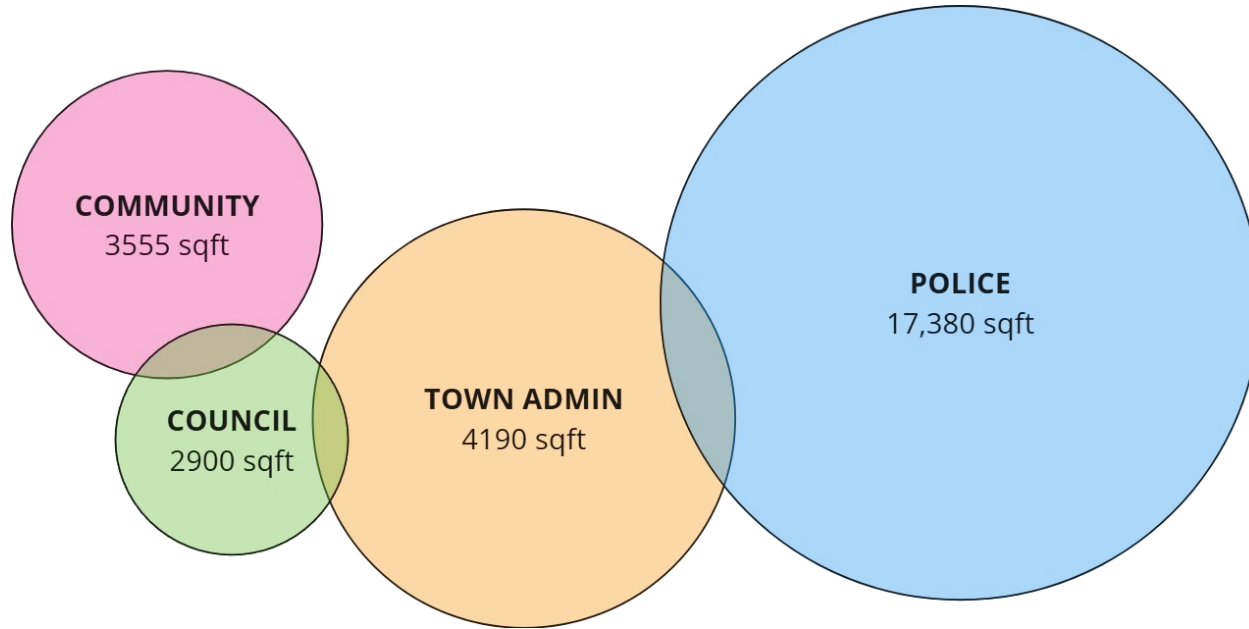 COMMUNITY
3555 sqft
COUNCIL
2900 sqft
TOWN ADMIN
4190 sqft
POLICE
17,380 sqft